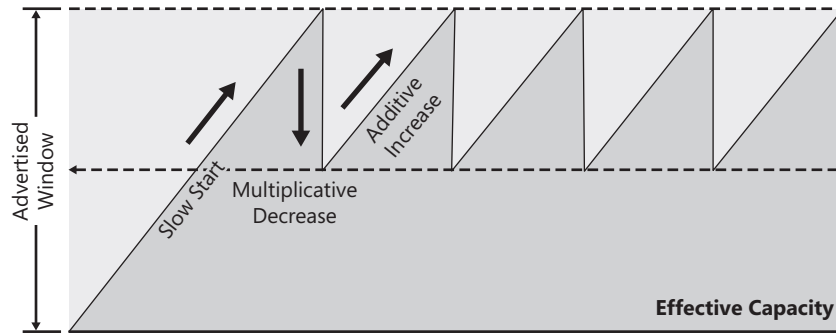 Advertised
Window
Slow Start
Multiplicative
Decrease
Additive
Increase
Effective Capacity